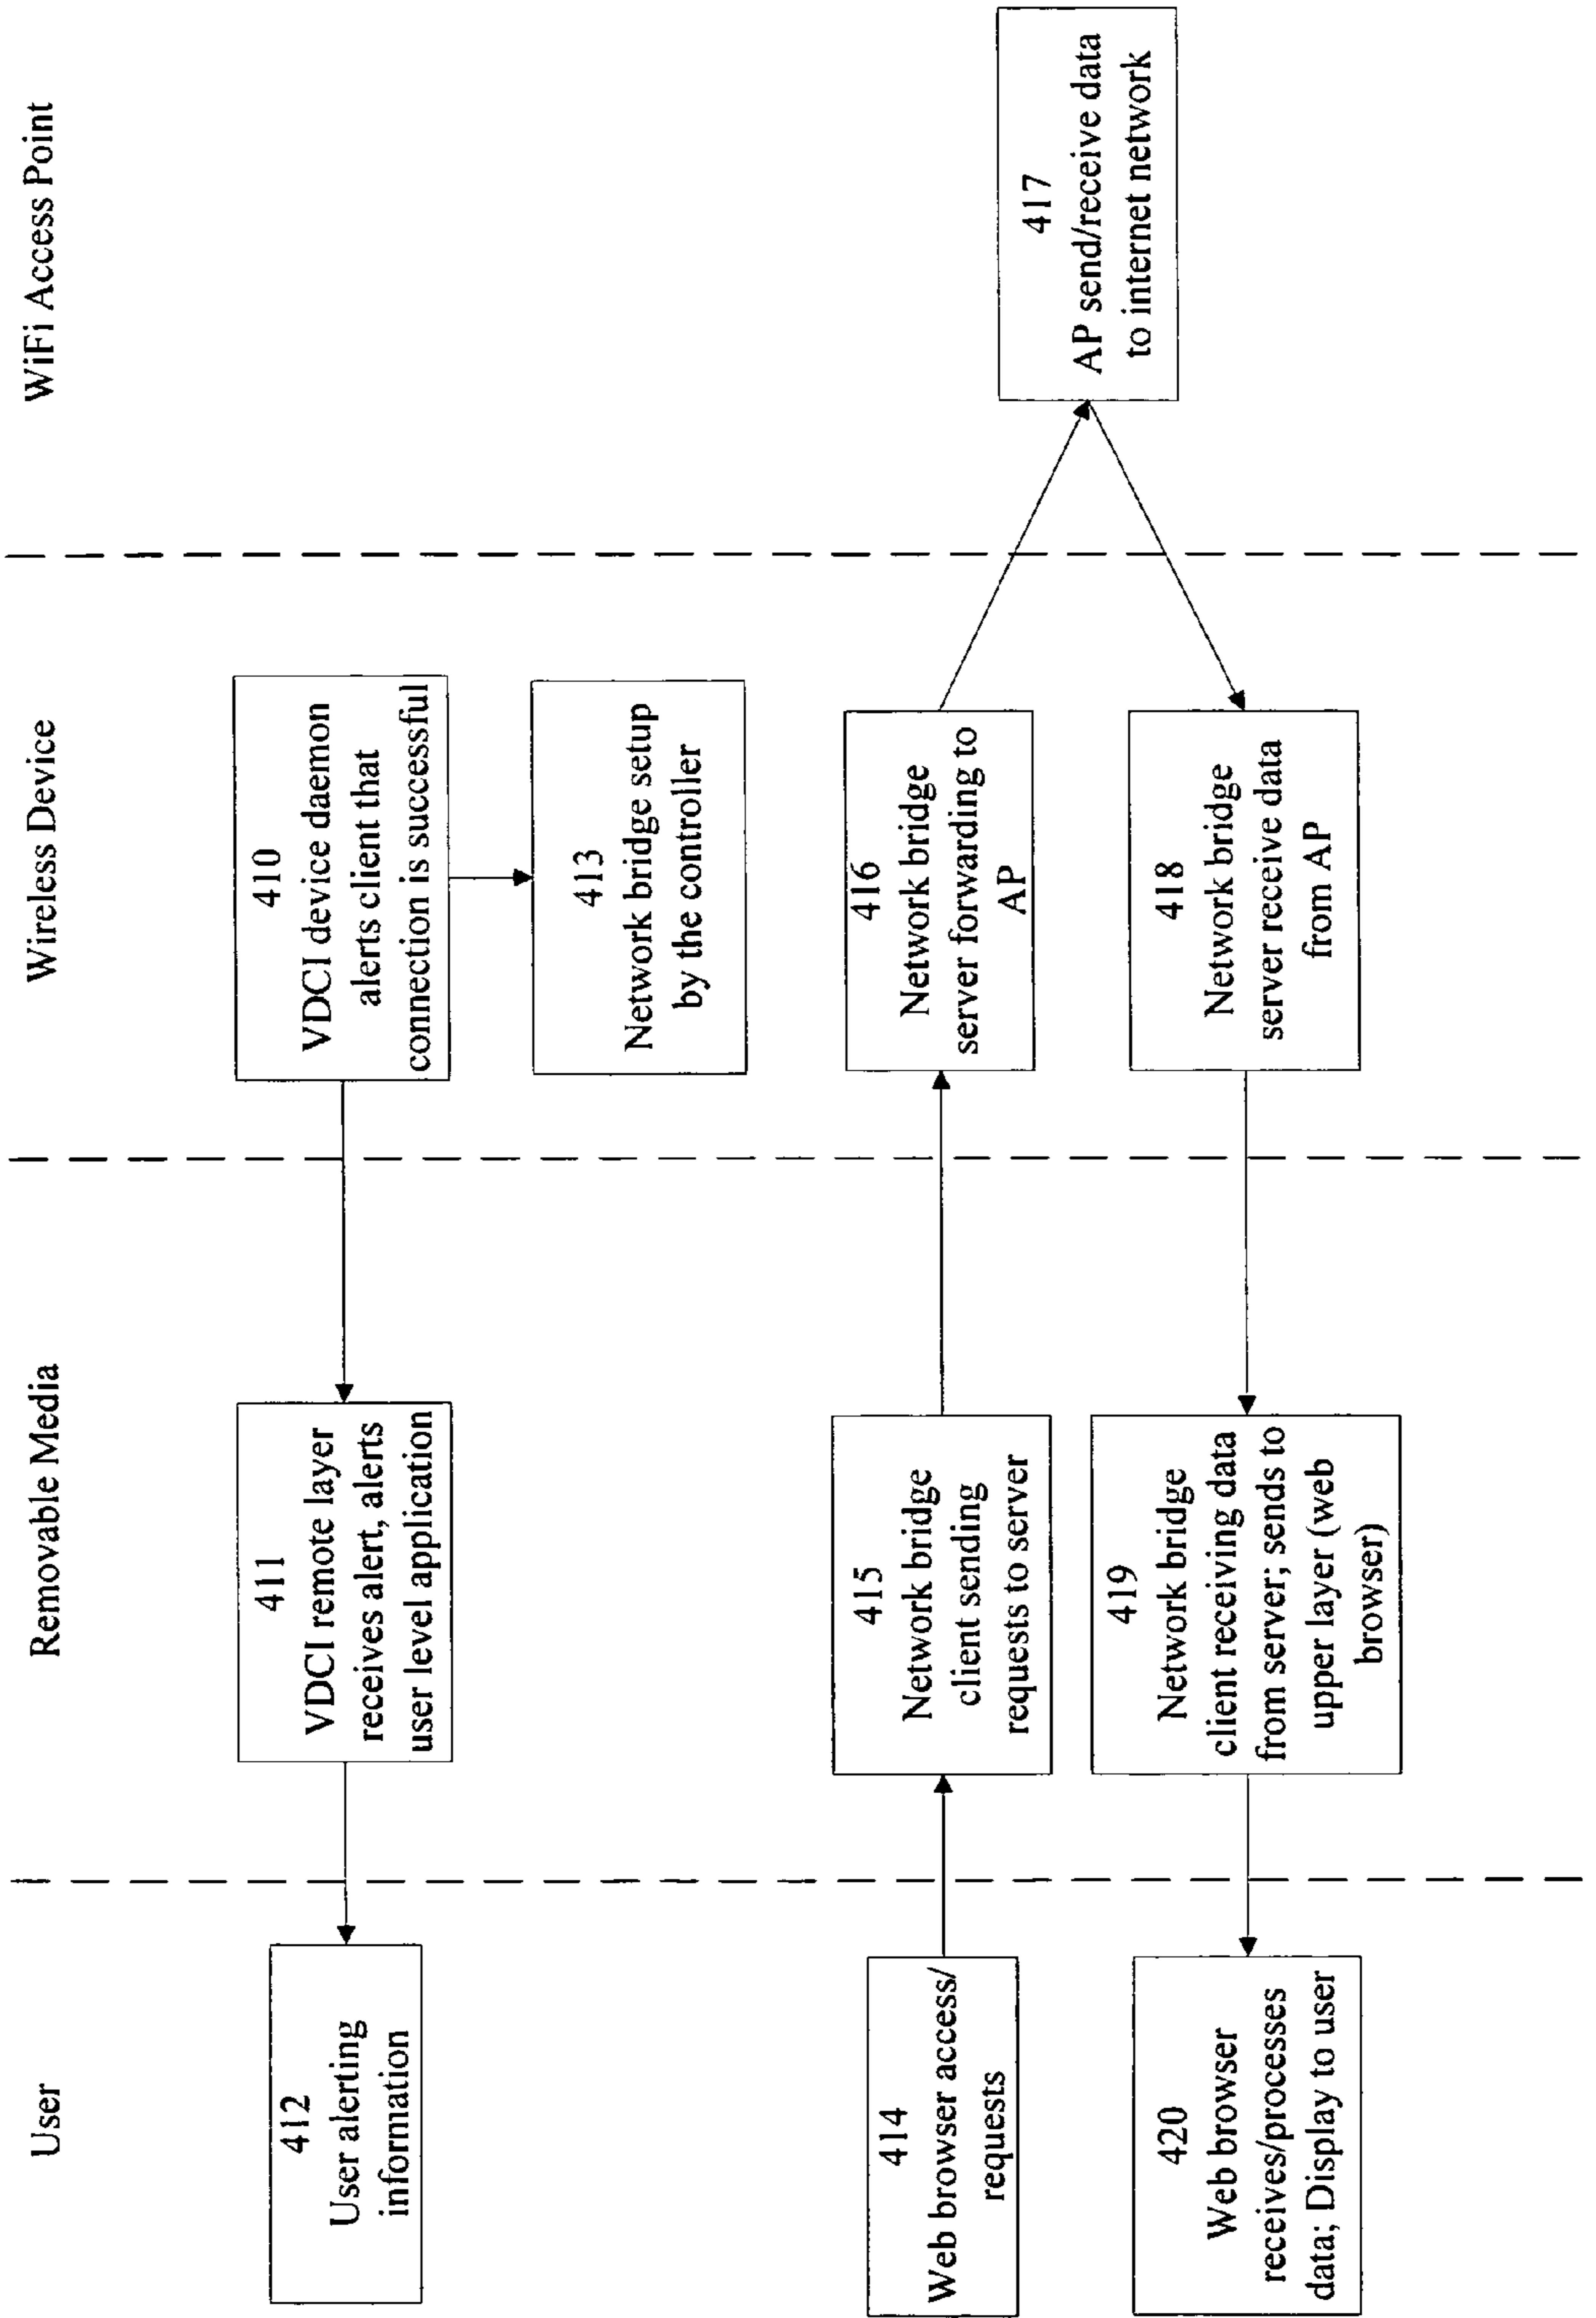 User
Removable Media
Wireless Device
WiFi Access Point
412
User alerting
information
411
VDCI remote layer
receives alert, alerts
user level application
410
VDCI device daemon
alerts client that
connection is successful
413
Network bridge setup
by the controller
414
Web browser access/
requests
415
Network bridge
client sending
requests to server
416
Network bridge
server forwarding to
AP
417
AP send/receive data
to internet network
420
Web browser
receives/processes
data; Display to user
419
Network bridge
client receiving data
from server; sends to
upper layer (web
browser)
418
Network bridge
server receive data
from AP